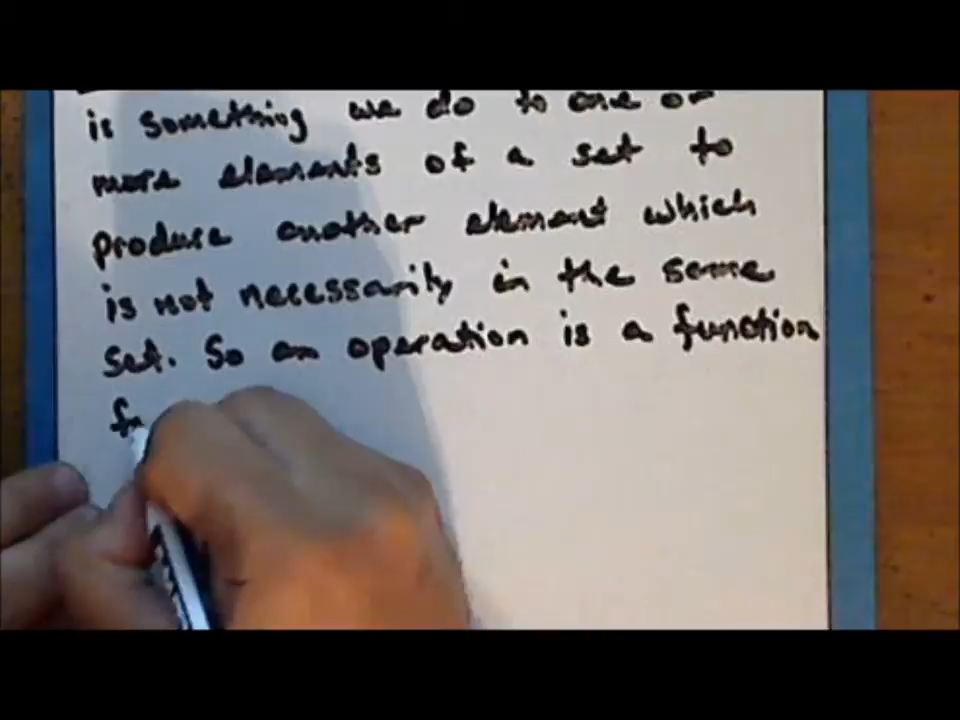 is something we do to one or
more elements of a set to
produce another element which
is not necessarily in the same
set. So an operation is a function